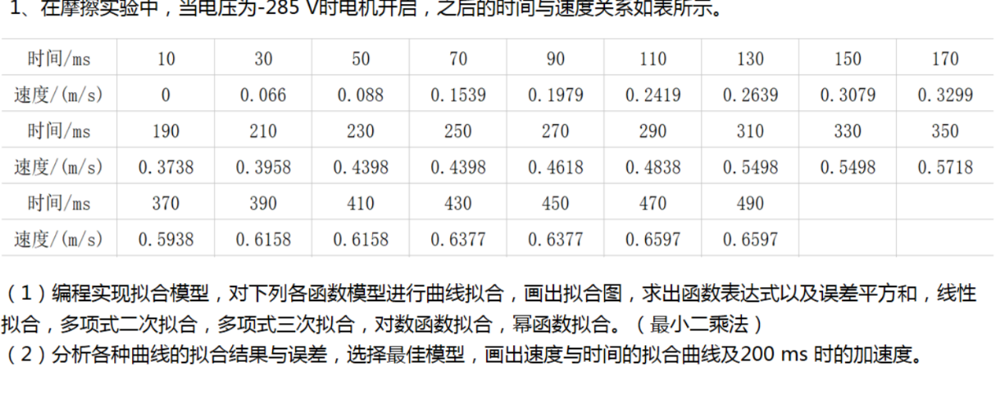 1、在摩擦实验中，当电压为-285 V时电机开启，之后的时间与速度关系如表所示。
时间/ms 10 30 50 70 90 110 130 150 170
速度/(m/s) 0 0.066 0.088 0.1539 0.1979 0.2419 0.2639 0.3079 0.3299
时间/ms 190 210 230 250 270 290 310 330 350
速度/(m/s) 0.3738 0.3958 0.4398 0.4398 0.4618 0.4838 0.5498 0.5498 0.5718
时间/ms 370 390 410 430 450 470 490
速度/(m/s) 0.5938 0.6158 0.6158 0.6377 0.6377 0.6597 0.6597
（1）编程实现拟合模型，对下列各函数模型进行曲线拟合，画出拟合图，求出函数表达式以及误差平方和，线性
拟合，多项式二次拟合，多项式三次拟合，对数函数拟合，幂函数拟合。（最小二乘法）
（2）分析各种曲线的拟合结果与误差，选择最佳模型，画出速度与时间的拟合曲线及200 ms 时的加速度。